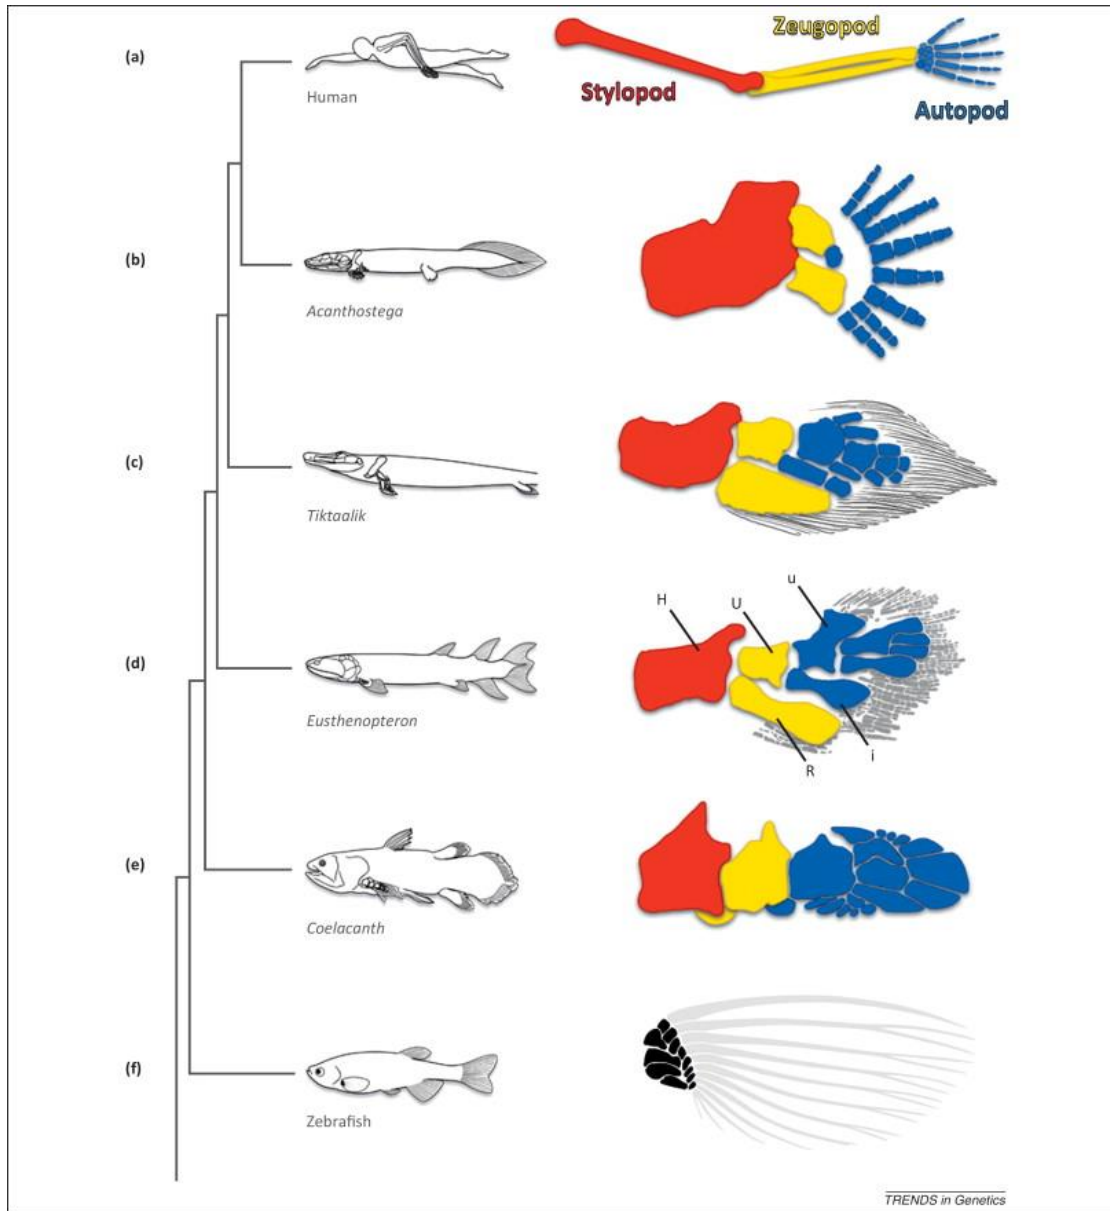 (a)
Human
Stylopod
Zeugopod
Autopod
(b)
Acanthostega
(c)
Tiktaalik
(d)
Eusthenopteron
H
U
u
R
i
(e)
Coelacanth
(f)
Zebrafish
TRENDS in Genetics